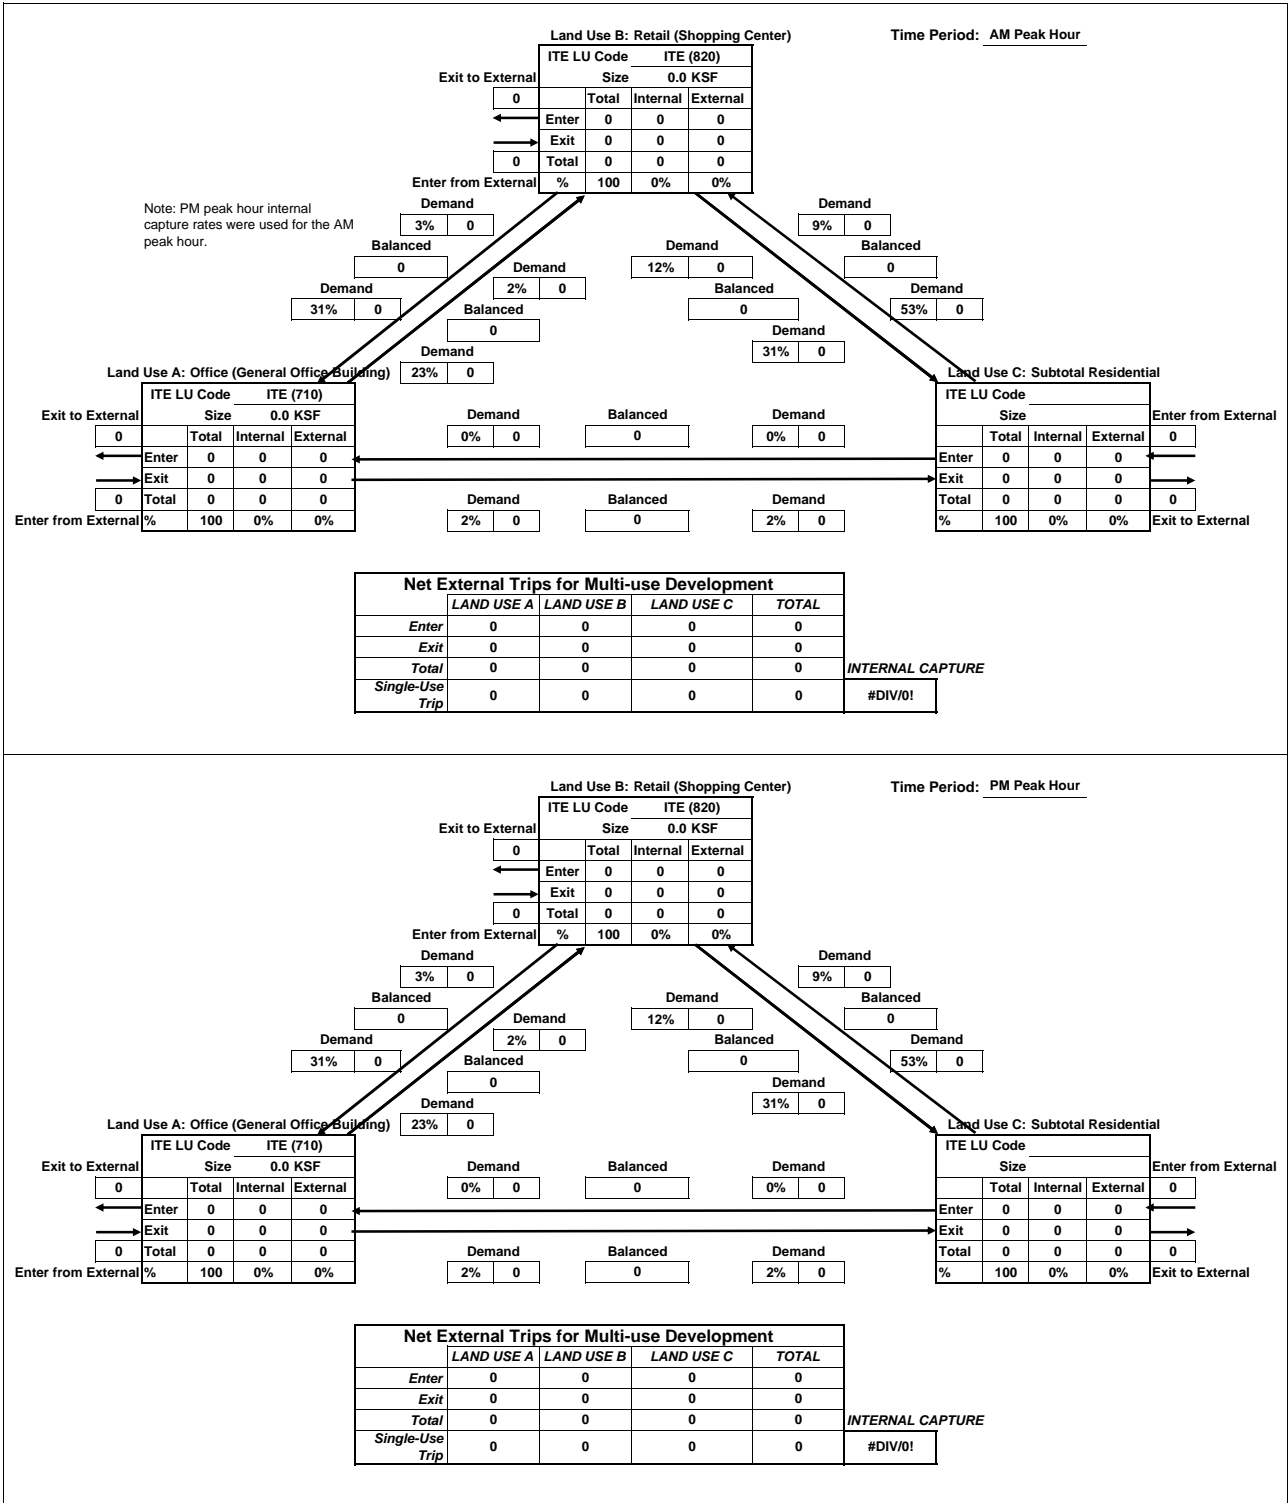 Land Use B: Retail (Shopping Center) Time Period: AM Peak Hour
ITE LU Code ITE (820)
Exit to External Size 0.0 KSF
0 Total Internal External
Enter 0 0 0
Exit 0 0 0
0 Total 0 0 0
Enter from External % 100 0% 0%
Note: PM peak hour internal
capture rates were used for the AM
peak hour.
Demand Demand
3% 0 9% 0
Balanced Demand Balanced
0 Demand 12% 0 0
Demand 2% 0 Balanced Demand
31% 0 Balanced 0 53% 0
0 Demand
Demand 31% 0
Land Use A: Office (General Office Building) 23% 0 Land Use C: Subtotal Residential
ITE LU Code ITE (710) ITE LU Code
Exit to External Size 0.0 KSF Demand Balanced Demand Size Enter from External
0 Total Internal External 0% 0 0 0% 0 Total Internal External 0
Enter 0 0 0 Enter 0 0 0
Exit 0 0 0 Exit 0 0 0
0 Total 0 0 0 Demand Balanced Demand Total 0 0 0 0
Enter from External % 100 0% 0% 2% 0 0 2% 0 % 100 0% 0% Exit to External
Net External Trips for Multi-use Development
LAND USE A LAND USE B LAND USE C TOTAL
Enter 0 0 0 0
Exit 0 0 0 0
Total 0 0 0 0 INTERNAL CAPTURE
Single-Use
Trip 0 0 0 0 #DIV/0!
Land Use B: Retail (Shopping Center) Time Period: PM Peak Hour
ITE LU Code ITE (820)
Exit to External Size 0.0 KSF
0 Total Internal External
Enter 0 0 0
Exit 0 0 0
0 Total 0 0 0
Enter from External % 100 0% 0%
Demand Demand
3% 0 9% 0
Balanced Demand Balanced
0 Demand 12% 0 0
Demand 2% 0 Balanced Demand
31% 0 Balanced 0 53% 0
0 Demand
Demand 31% 0
Land Use A: Office (General Office Building) 23% 0 Land Use C: Subtotal Residential
ITE LU Code ITE (710) ITE LU Code
Exit to External Size 0.0 KSF Demand Balanced Demand Size Enter from External
0 Total Internal External 0% 0 0 0% 0 Total Internal External 0
Enter 0 0 0 Enter 0 0 0
Exit 0 0 0 Exit 0 0 0
0 Total 0 0 0 Demand Balanced Demand Total 0 0 0 0
Enter from External % 100 0% 0% 2% 0 0 2% 0 % 100 0% 0% Exit to External
Net External Trips for Multi-use Development
LAND USE A LAND USE B LAND USE C TOTAL
Enter 0 0 0 0
Exit 0 0 0 0
Total 0 0 0 0 INTERNAL CAPTURE
Single-Use
Trip 0 0 0 0 #DIV/0!